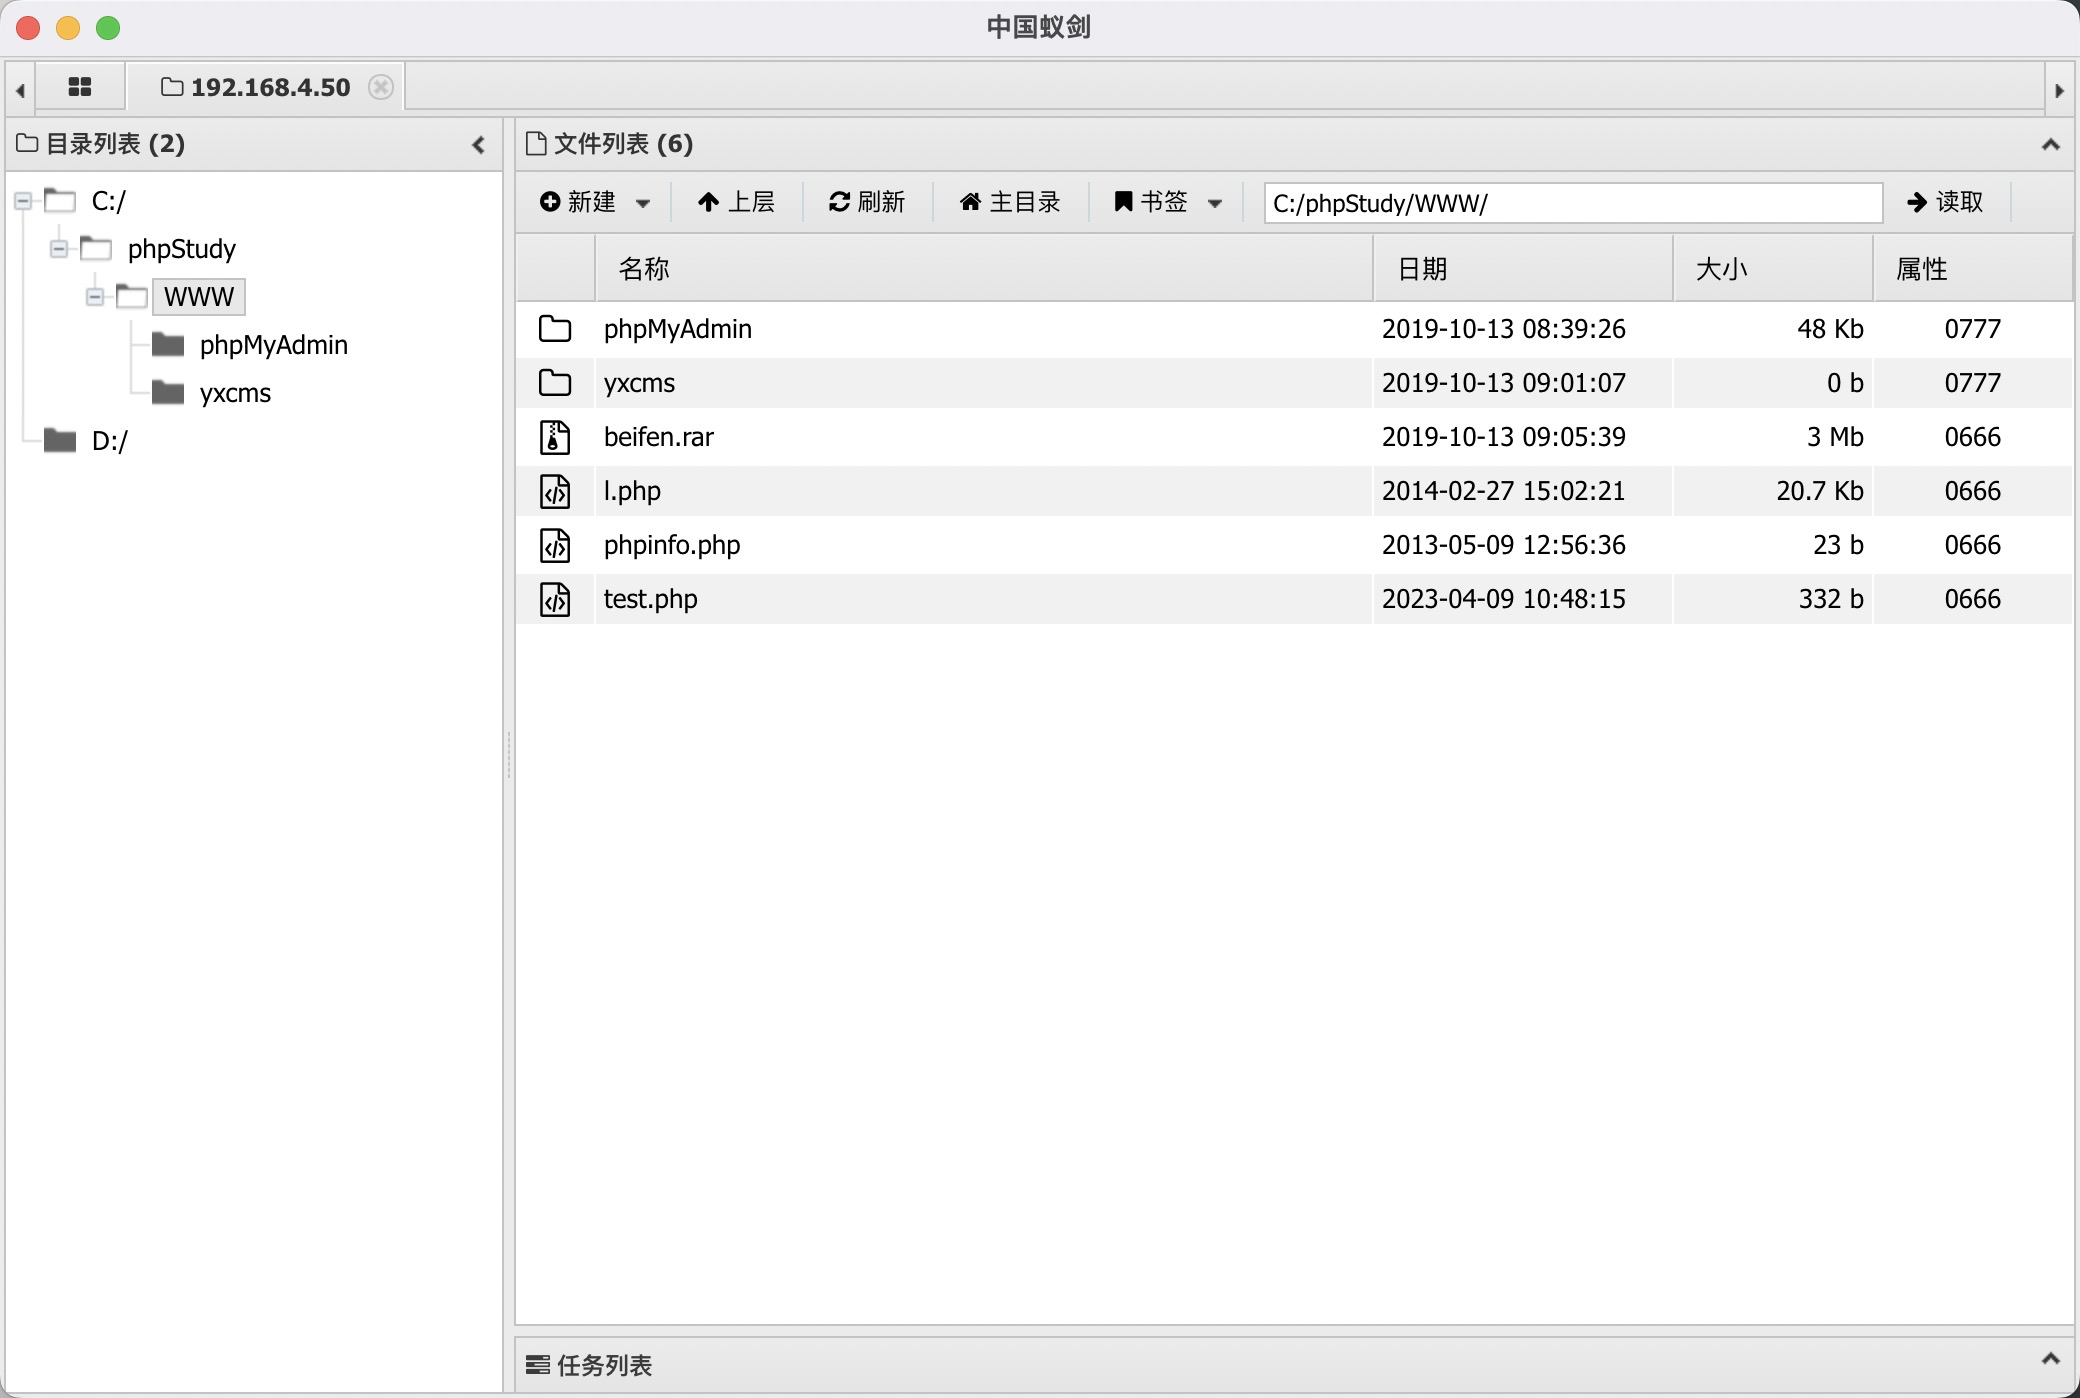 中国蚁剑
192.168.4.50
目录列表 (2)
C:/
phpStudy
WWW
phpMyAdmin
yxcms
D:/
文件列表 (6)
新建 上层 刷新 主目录 书签 C:/phpStudy/WWW/ 读取
名称 日期 大小 属性
phpMyAdmin 2019-10-13 08:39:26 48 Kb 0777
yxcms 2019-10-13 09:01:07 0 b 0777
beifen.rar 2019-10-13 09:05:39 3 Mb 0666
l.php 2014-02-27 15:02:21 20.7 Kb 0666
phpinfo.php 2013-05-09 12:56:36 23 b 0666
test.php 2023-04-09 10:48:15 332 b 0666
任务列表